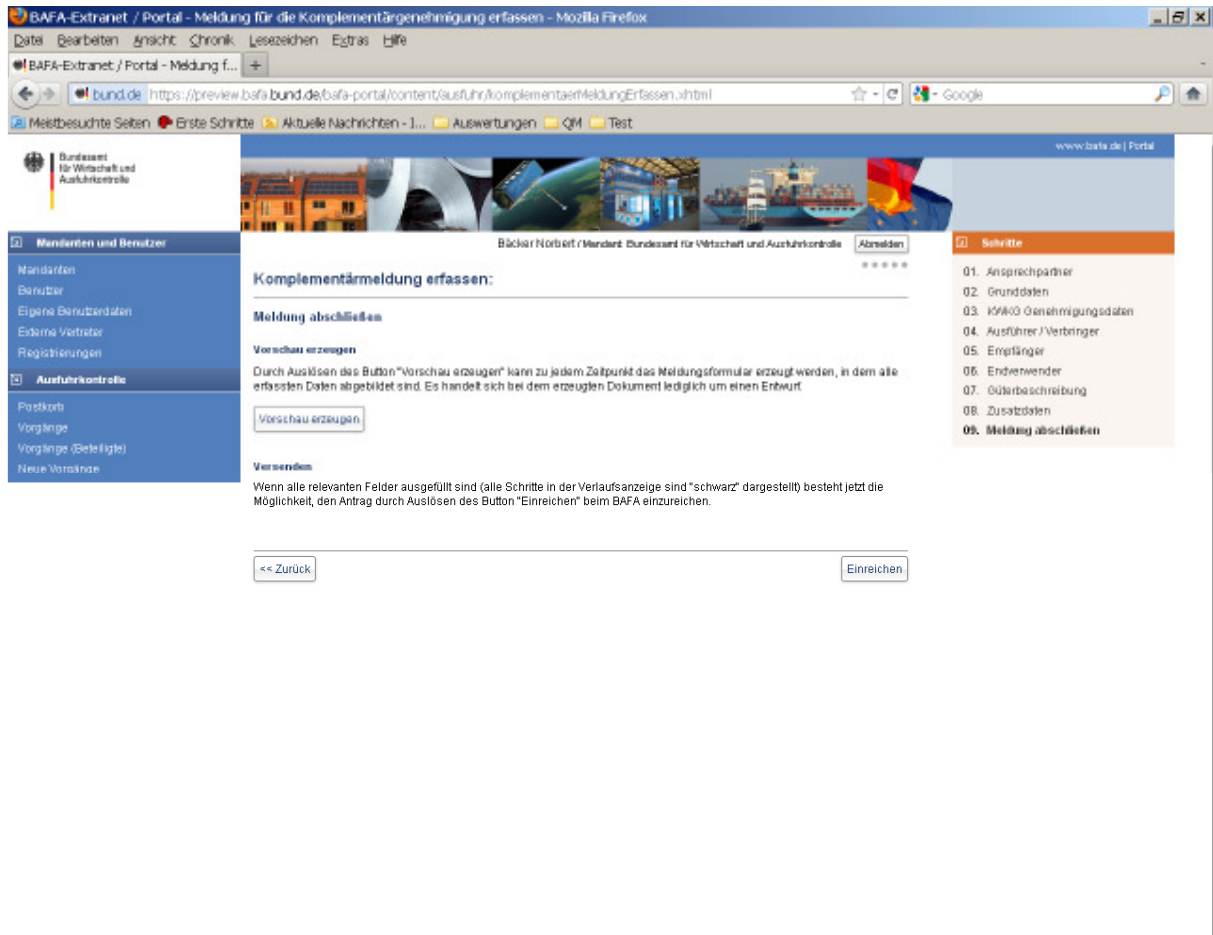 BAFA-Extranet / Portal - Meldung für die Komplementärgenehmigung erfassen - Mozilla Firefox
Datei Bearbeiten Ansicht Chronik Lesezeichen Extras Hilfe
BAFA-Extranet / Portal - Meldung f... +
bund.de https://preview.bafa.bund.de/bafa-portal/content/ausfuhr/komplementaerMeldungErfassen.xhtml Google
Meistbesuchte Seiten Erste Schritte Aktuelle Nachrichten - I... Auswertungen QM Test
www.bafa.de | Portal
Bundesamt
für Wirtschaft und
Ausfuhrkontrolle
Bäcker Norbert / Mandant: Bundesamt für Wirtschaft und Ausfuhrkontrolle Abmelden
Mandanten und Benutzer
Mandanten
Benutzer
Eigene Benutzerdaten
Externe Vertreter
Registrierungen
Ausfuhrkontrolle
Postkorb
Vorgänge
Vorgänge (Beteiligte)
Neue Vorgänge
Komplementärmeldung erfassen:
Meldung abschließen
Vorschau erzeugen
Durch Auslösen des Button "Vorschau erzeugen" kann zu jedem Zeitpunkt das Meldungsformular erzeugt werden, in dem alle
erfassten Daten abgebildet sind. Es handelt sich bei dem erzeugten Dokument lediglich um einen Entwurf.
Vorschau erzeugen
Versenden
Wenn alle relevanten Felder ausgefüllt sind (alle Schritte in der Verlaufsanzeige sind "schwarz" dargestellt) besteht jetzt die
Möglichkeit, den Antrag durch Auslösen des Button "Einreichen" beim BAFA einzureichen.
<< Zurück Einreichen
Schritte
01. Ansprechpartner
02. Grunddaten
03. KWKG Genehmigungsdaten
04. Ausführer / Verbringer
05. Empfänger
06. Endverwender
07. Güterbeschreibung
08. Zusatzdaten
09. Meldung abschließen